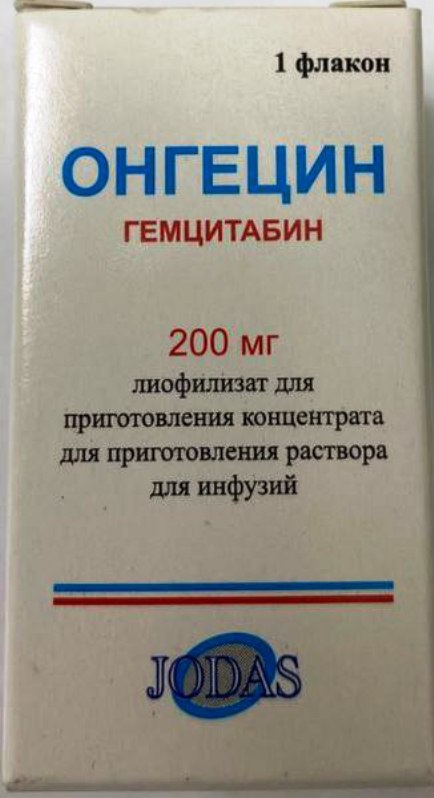 1 флакон
ОНГЕЦИН
ГЕМЦИТАБИН
200 мг
лиофилизат для
приготовления концентрата
для приготовления раствора
для инфузий
JODAS